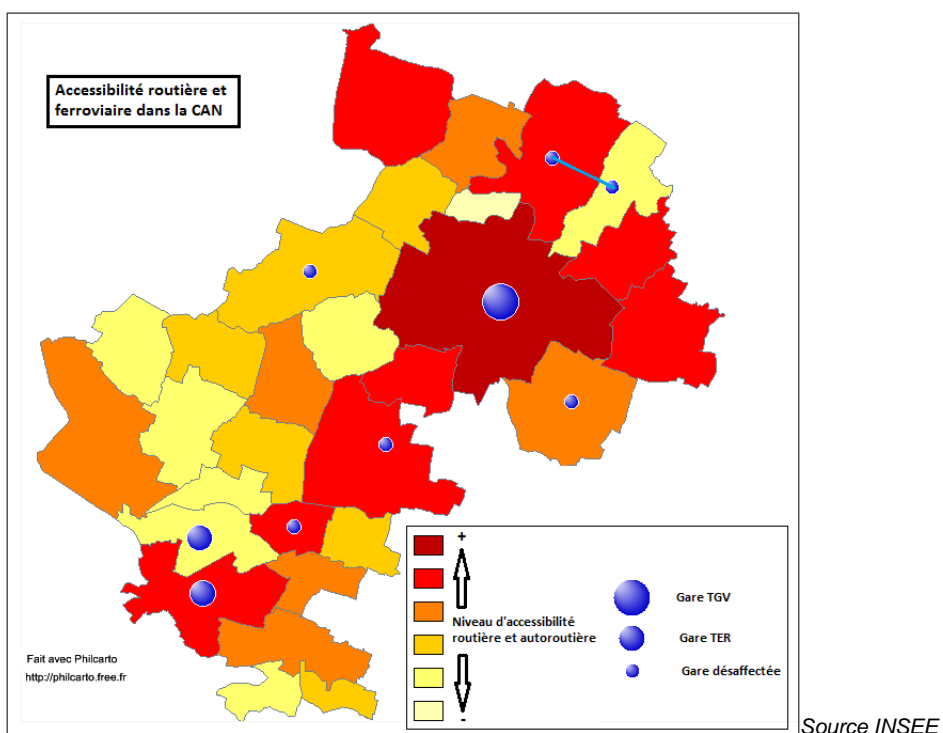 Accessibilité routière et
ferroviaire dans la CAN
+
Niveau d'accessibilité
routière et autoroutière
-
Gare TGV
Gare TER
Gare désaffectée
Fait avec Philcarto
http://philcarto.free.fr
Source INSEE